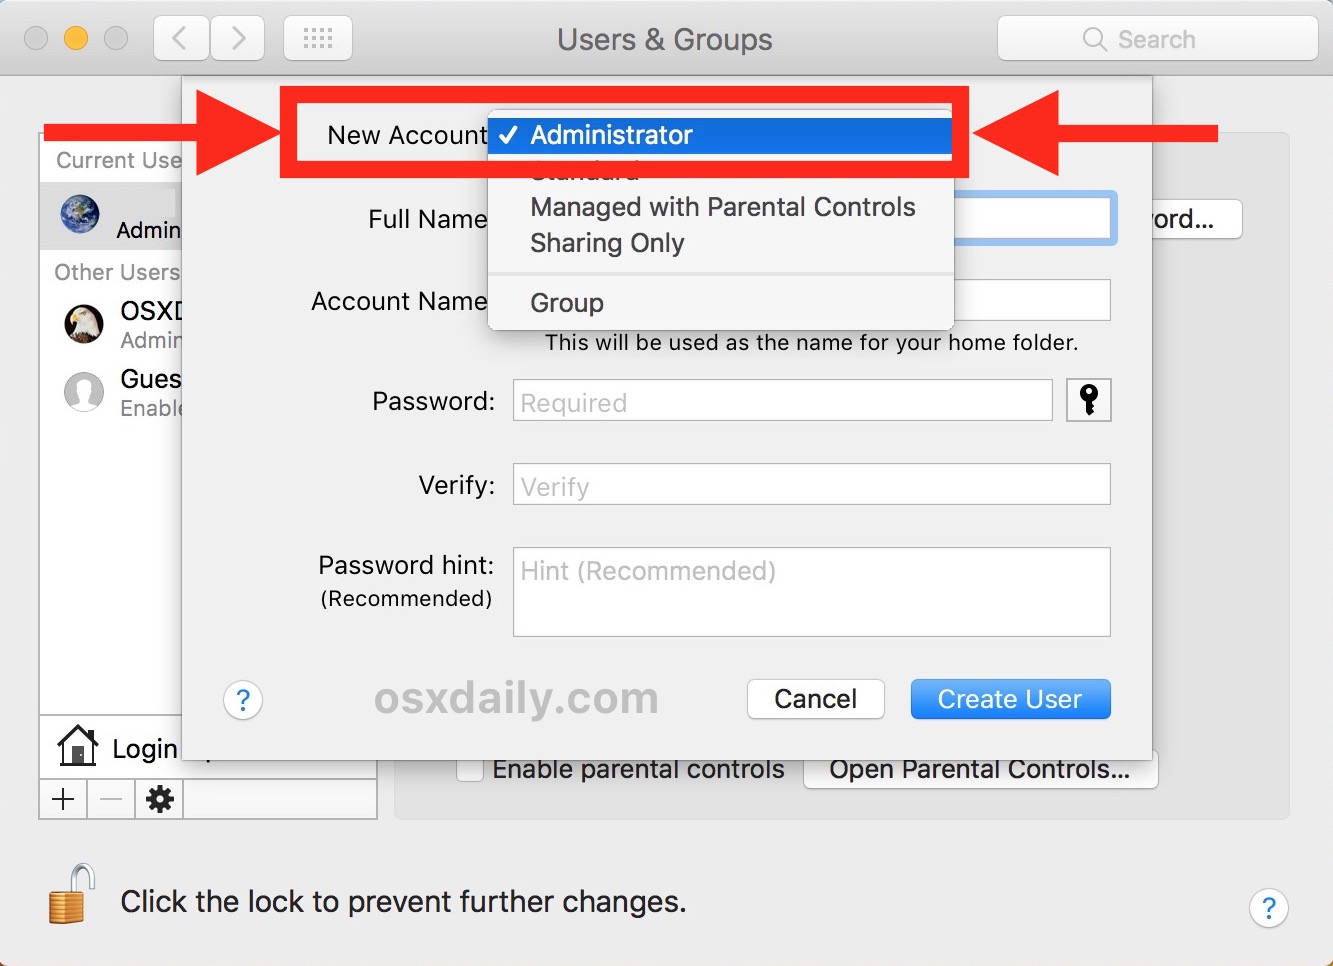 Users & Groups
Search
New Account
✓ Administrator
Standard
Managed with Parental Controls
Sharing Only
Group
Current Use
Admin
Other Users
OSXD
Admin
Gues
Enable
Full Name
ord...
Account Name
This will be used as the name for your home folder.
Password:
Required
Verify:
Verify
Password hint:
(Recommended)
Hint (Recommended)
?
osxdaily.com
Cancel
Create User
Login
Enable parental controls
Open Parental Controls...
Click the lock to prevent further changes.
?